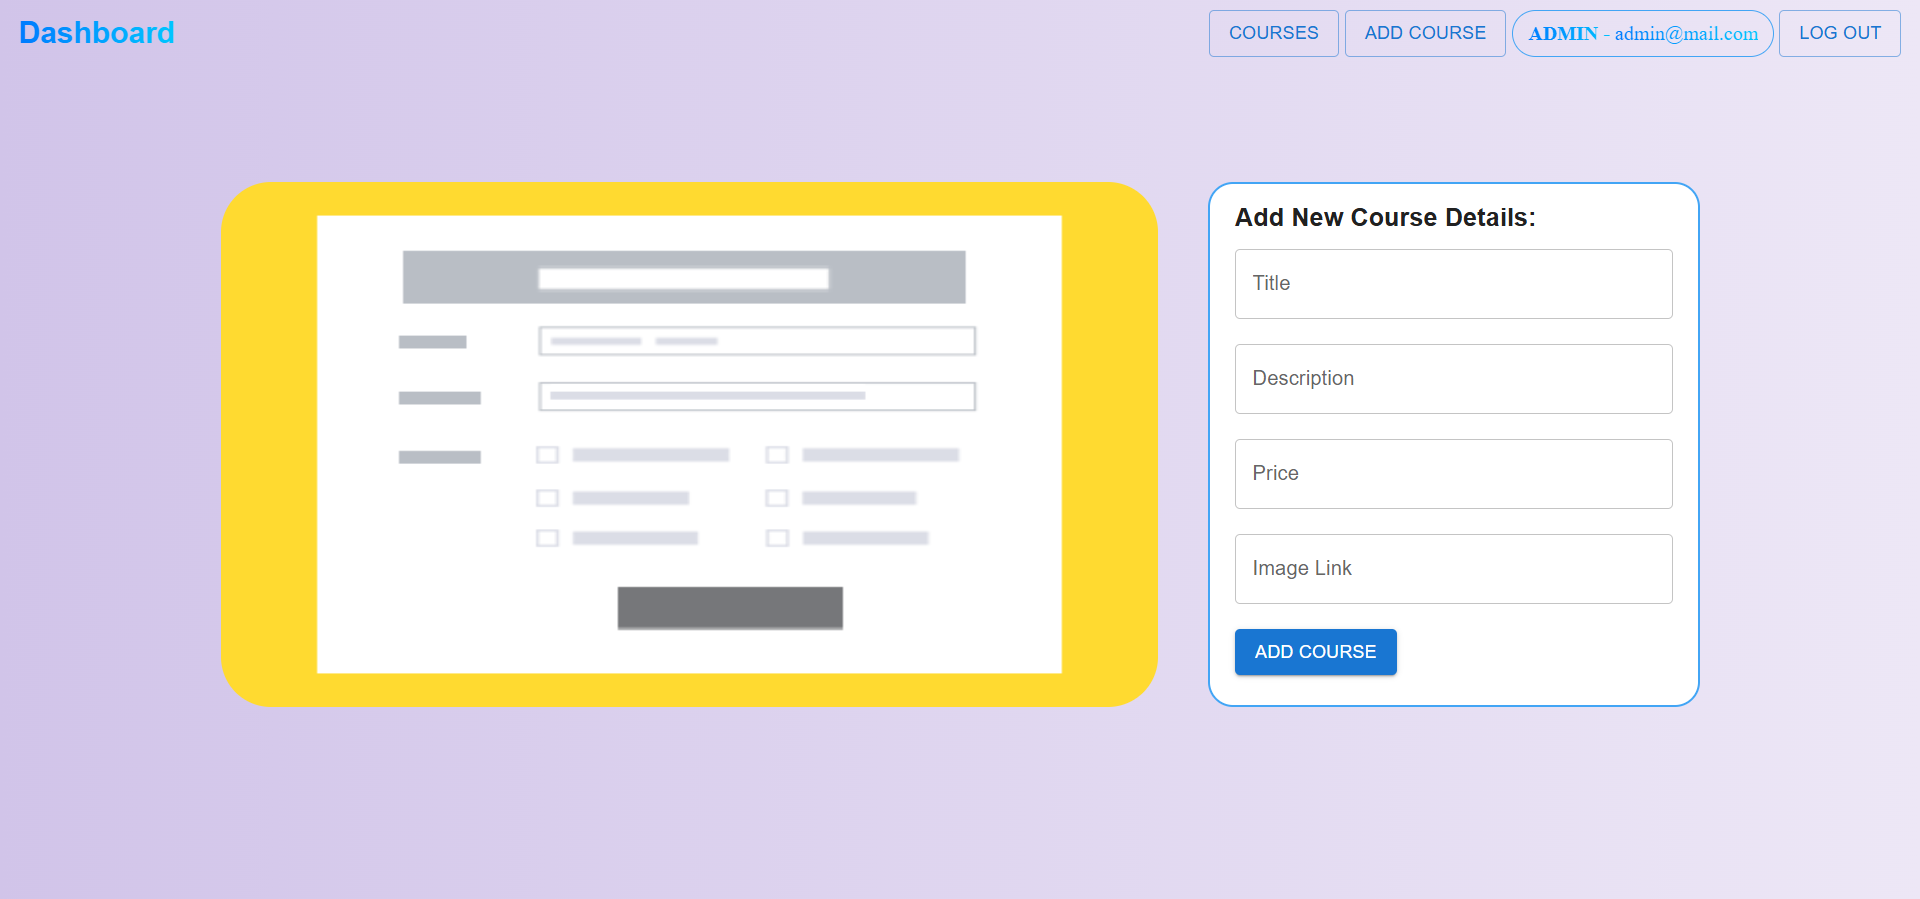 Dashboard
COURSES
ADD COURSE
ADMIN - admin@mail.com
LOG OUT
Add New Course Details:
Title
Description
Price
Image Link
ADD COURSE